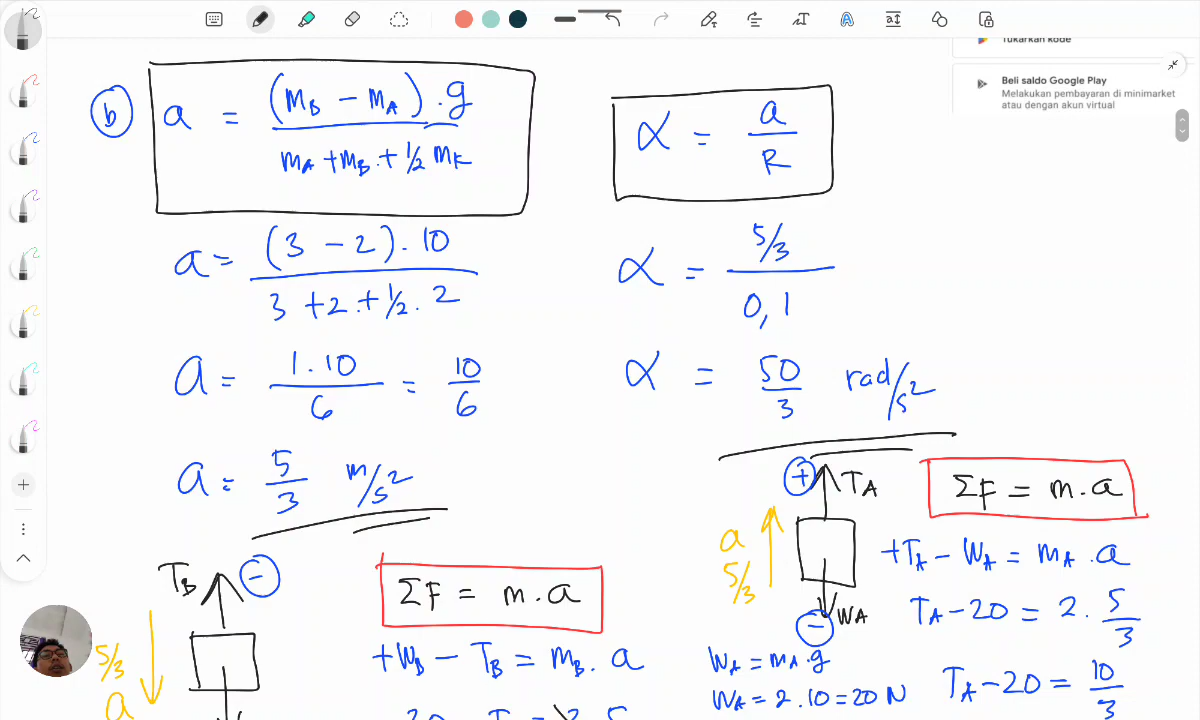 Tukarkan kode
Beli saldo Google Play
Melakukan pembayaran di minimarket
atau dengan akun virtual
b
a = (mB − mA) . g / mA + mB + 1/2 mK
a = (3 − 2) . 10 / 3 + 2 + 1/2 . 2
a = 1 . 10 / 6 = 10/6
a = 5/3 m/s²
α = a / R
α = 5/3 / 0,1
α = 50/3 rad/s²
TB
−
5/3
a
ΣF = m.a
+WB − TB = mB . a
+
TA
a
5/3
−
WA
WA = mA.g
WA = 2.10 = 20 N
ΣF = m.a
+TA − WA = mA . a
TA − 20 = 2 . 5/3
TA − 20 = 10/3